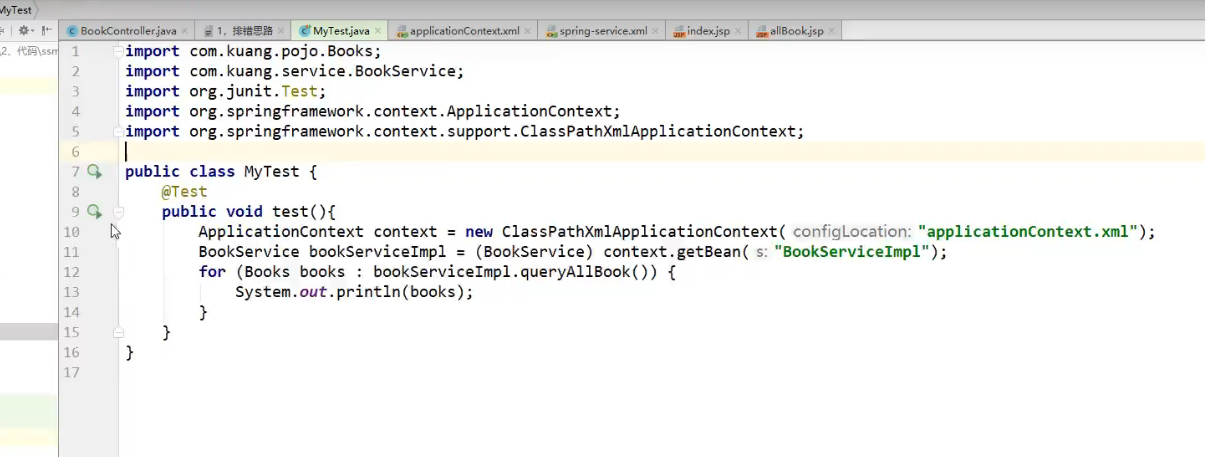 MyTest
BookController.java
1，排错思路
MyTest.java
applicationContext.xml
spring-service.xml
index.jsp
allBook.jsp
2、代码\ssm
1 import com.kuang.pojo.Books;
2 import com.kuang.service.BookService;
3 import org.junit.Test;
4 import org.springframework.context.ApplicationContext;
5 import org.springframework.context.support.ClassPathXmlApplicationContext;
6
7 public class MyTest {
8 @Test
9 public void test(){
10 ApplicationContext context = new ClassPathXmlApplicationContext( configLocation: "applicationContext.xml");
11 BookService bookServiceImpl = (BookService) context.getBean( s: "BookServiceImpl");
12 for (Books books : bookServiceImpl.queryAllBook()) {
13 System.out.println(books);
14 }
15 }
16 }
17